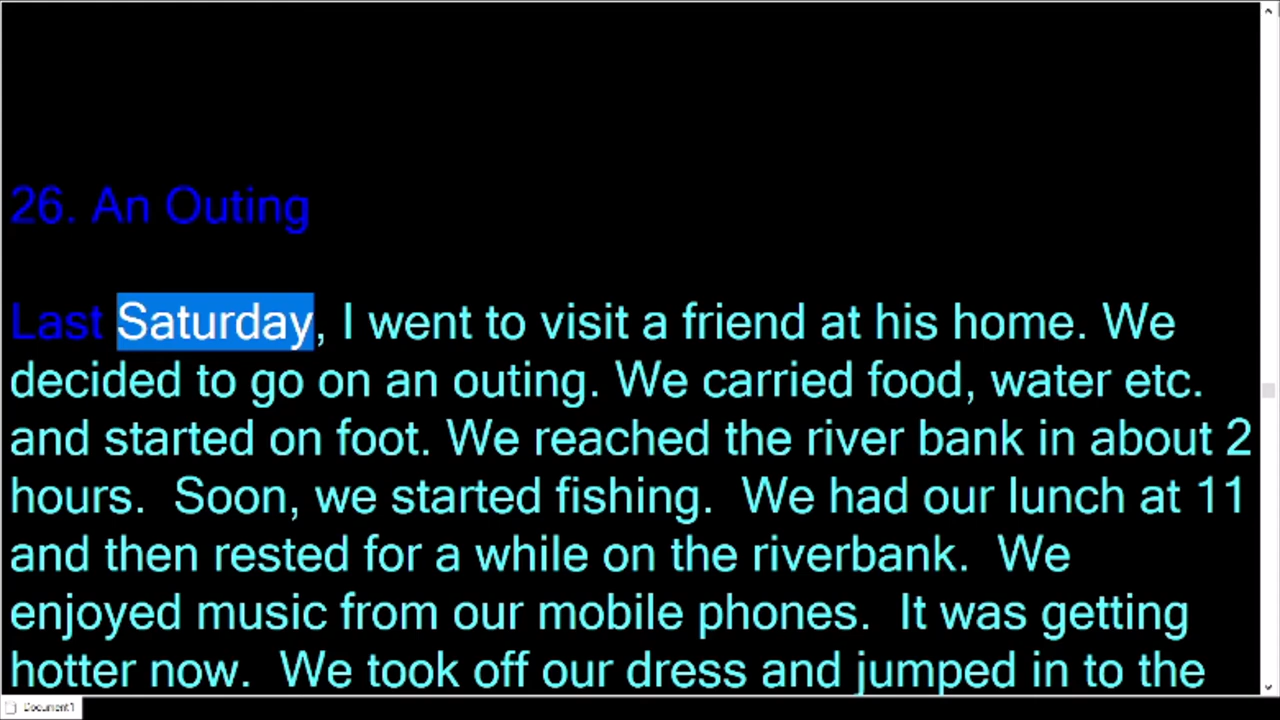 26. An Outing
Last Saturday, I went to visit a friend at his home. We
decided to go on an outing. We carried food, water etc.
and started on foot. We reached the river bank in about 2
hours.  Soon, we started fishing.  We had our lunch at 11
and then rested for a while on the riverbank.  We
enjoyed music from our mobile phones.  It was getting
hotter now.  We took off our dress and jumped in to the
Document1